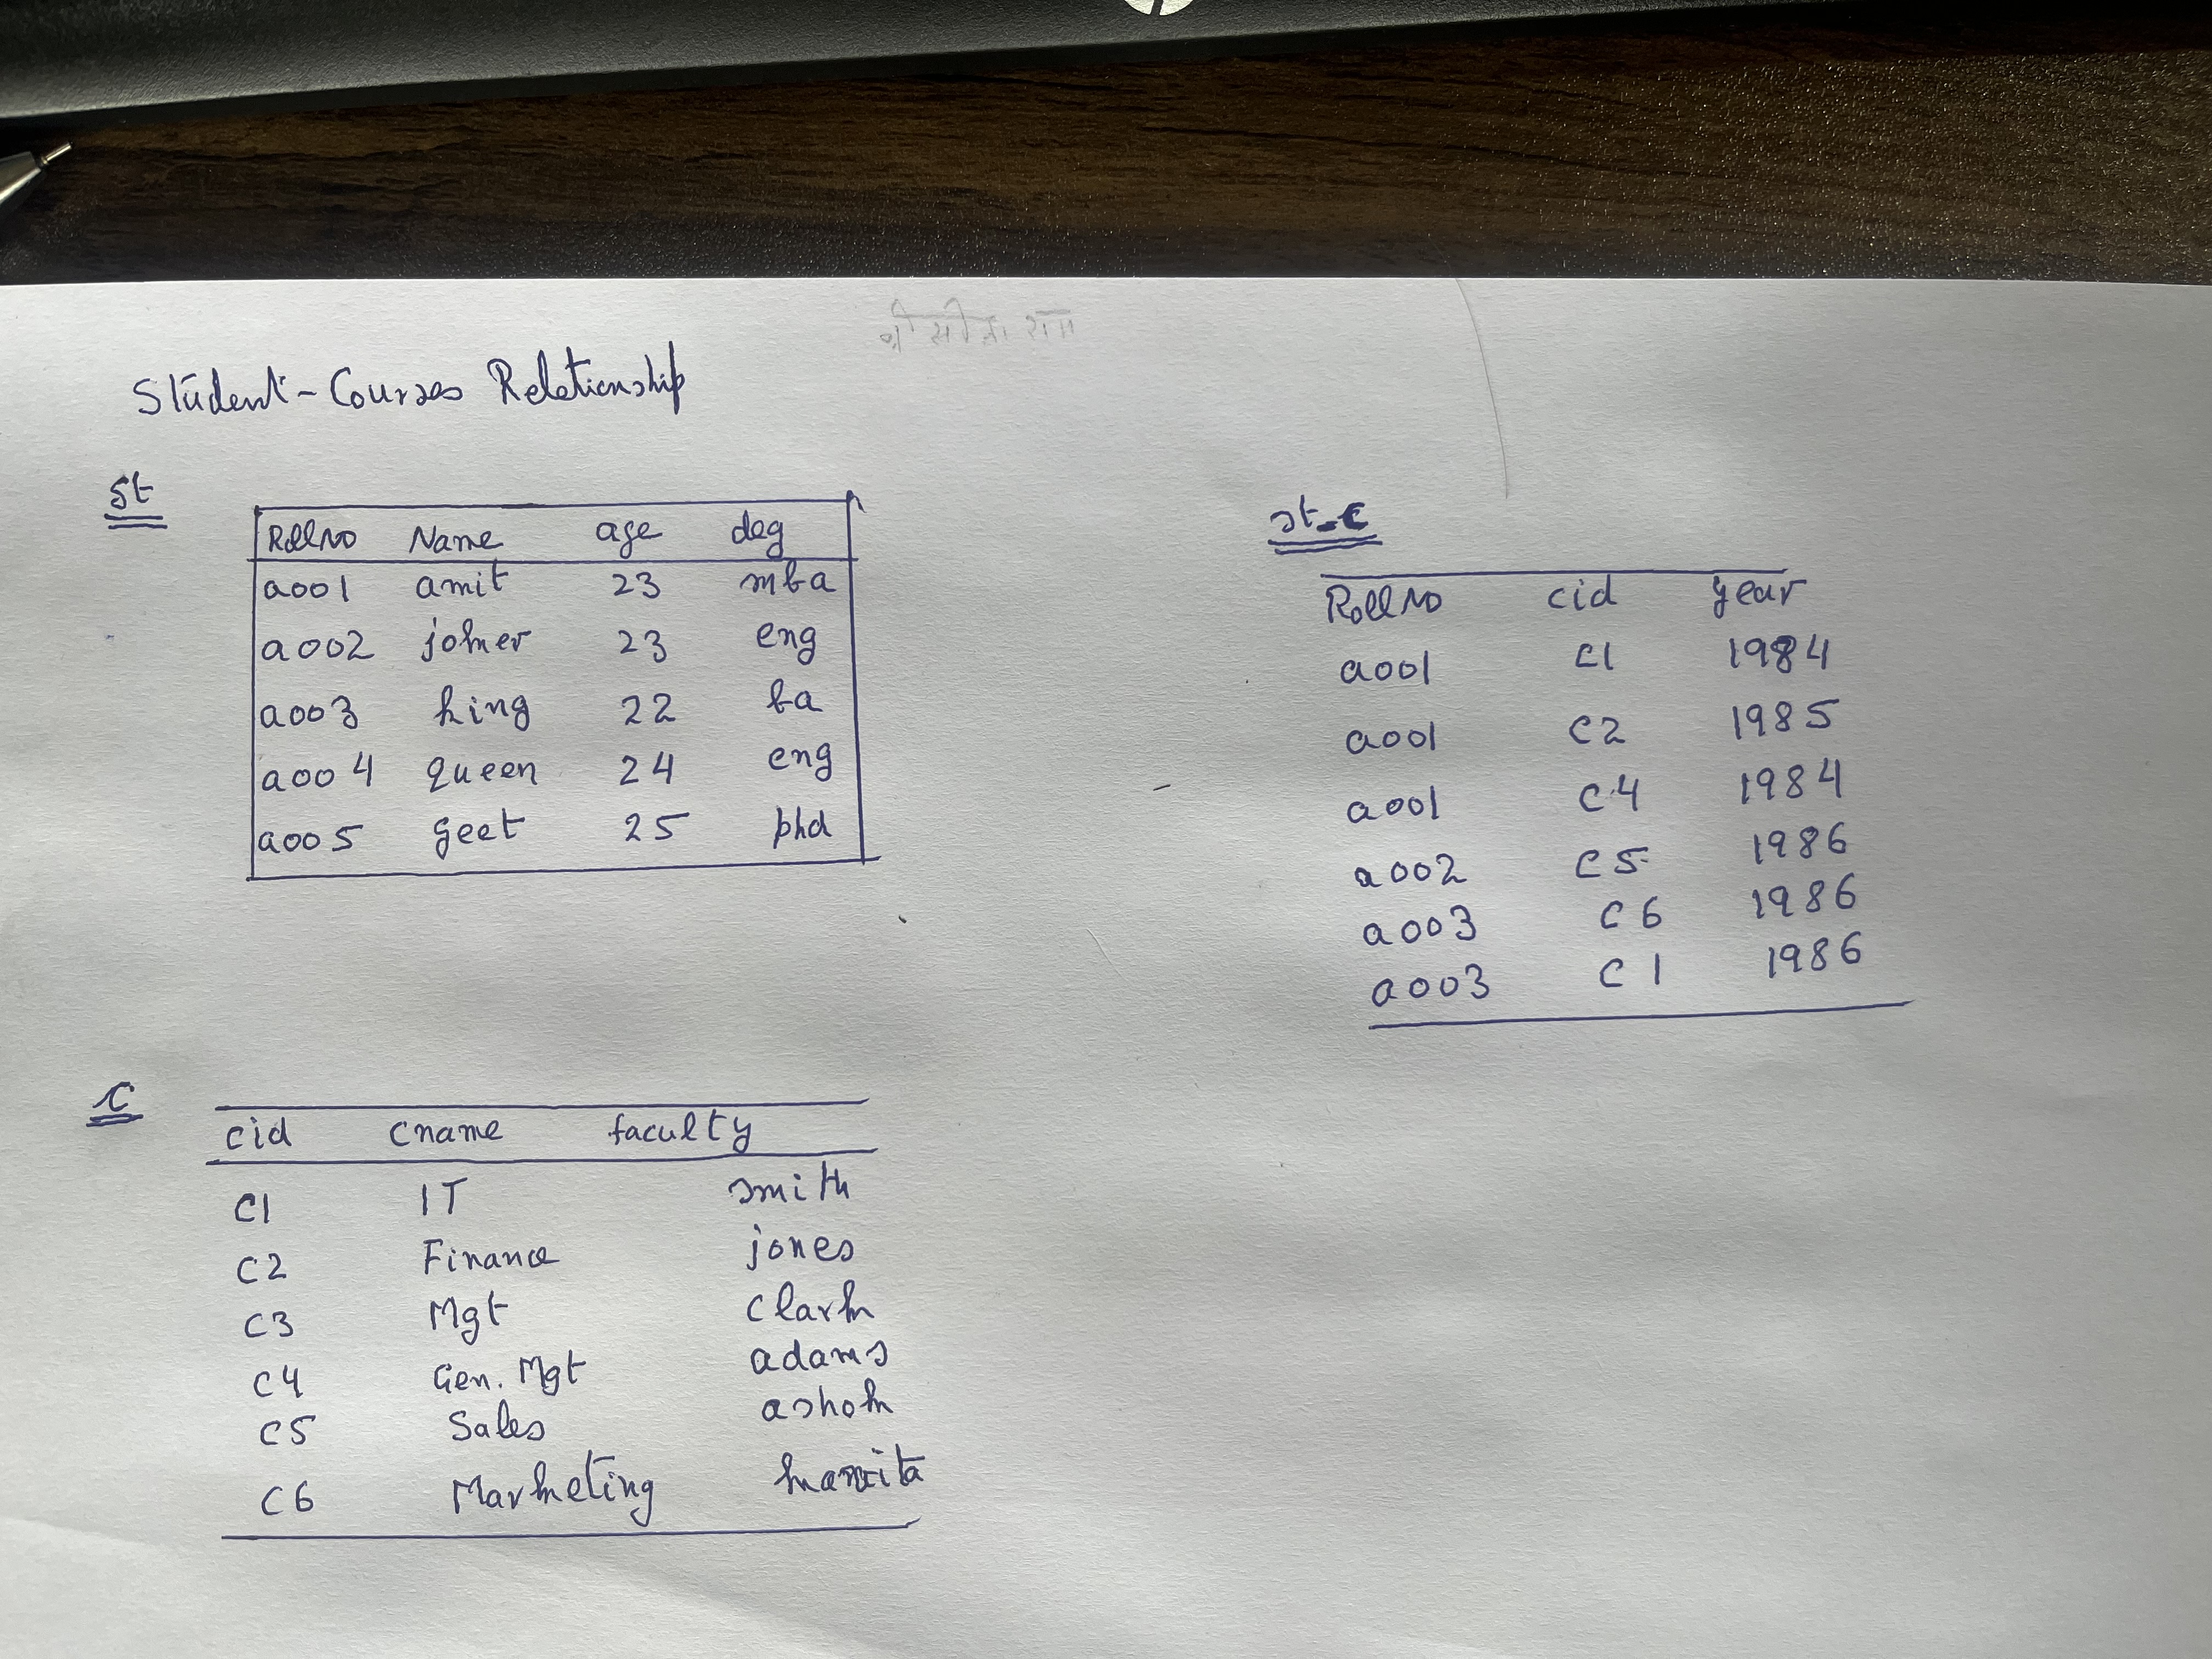 Student-Courses Relationship
St
RollNo Name age deg
a001 amit 23 mba
a002 joher 23 eng
a003 king 22 ba
a004 queen 24 eng
a005 geet 25 phd
C
cid cname faculty
C1 IT smith
C2 Finance jones
C3 Mgt clark
C4 Gen. Mgt adams
C5 Sales ashok
C6 Marketing
St-C
RollNo cid year
a001 C1 1984
a001 C2 1985
a001 C4 1984
a002 C5 1986
a003 C6 1986
a003 C1 1986